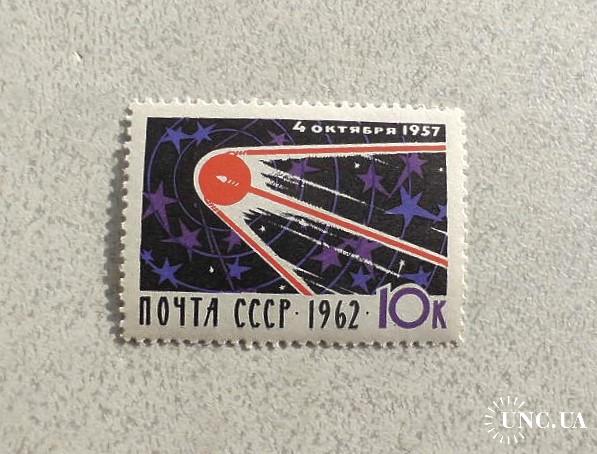 4 ОКТЯБРЯ 1957
ПОЧТА СССР · 1962 · 10К
UNC.UA